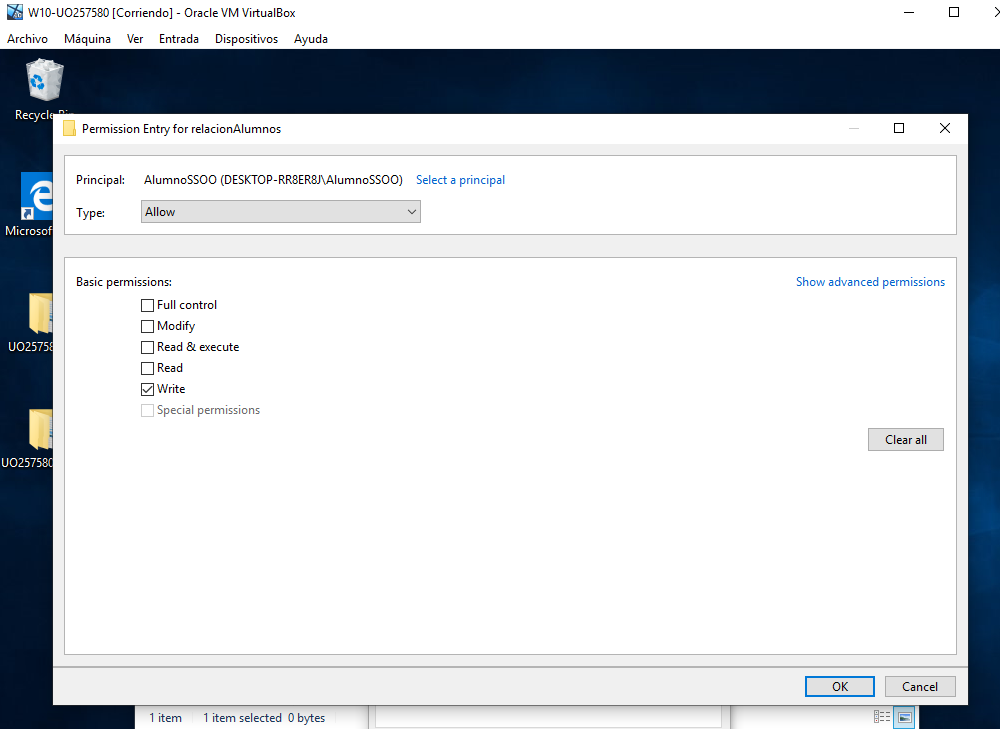 W10-UO257580 [Corriendo] - Oracle VM VirtualBox
Archivo Máquina Ver Entrada Dispositivos Ayuda
Recycle Bin
Permission Entry for relacionAlumnos
Principal: AlumnoSSOO (DESKTOP-RR8ER8J\AlumnoSSOO) Select a principal
Type: Allow
Microsof
Basic permissions: Show advanced permissions
Full control
Modify
Read & execute
UO257580
Read
Write
Special permissions
Clear all
UO257580
OK Cancel
1 item 1 item selected 0 bytes